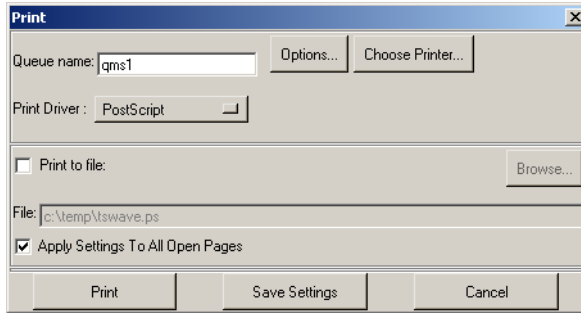 Print
Queue name: qms1 Options... Choose Printer...
Print Driver : PostScript
Print to file: Browse...
File: c:\temp\tswave.ps
Apply Settings To All Open Pages
Print Save Settings Cancel